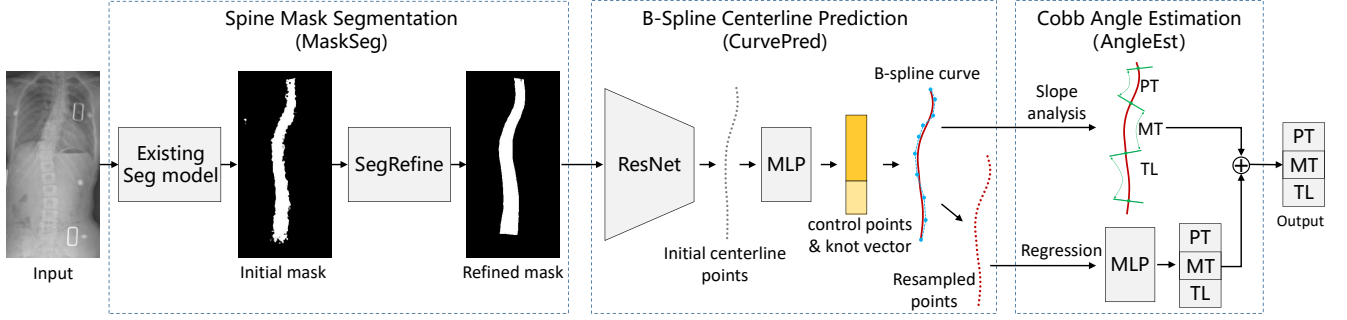 Spine Mask Segmentation
(MaskSeg)
B-Spline Centerline Prediction
(CurvePred)
Cobb Angle Estimation
(AngleEst)
Input
Existing
Seg model
Initial mask
SegRefine
Refined mask
ResNet
Initial centerline
points
MLP
control points
& knot vector
B-spline curve
Resampled
points
Slope
analysis
PT
MT
TL
Regression
MLP
PT
MT
TL
PT
MT
TL
Output